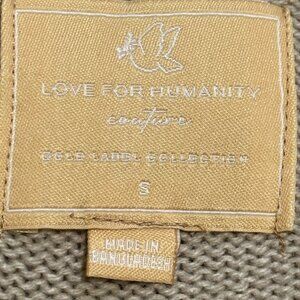 LOVE FOR HUMANITY
couture
GOLD LABEL COLLECTION
S
MADE IN
BANGLADESH